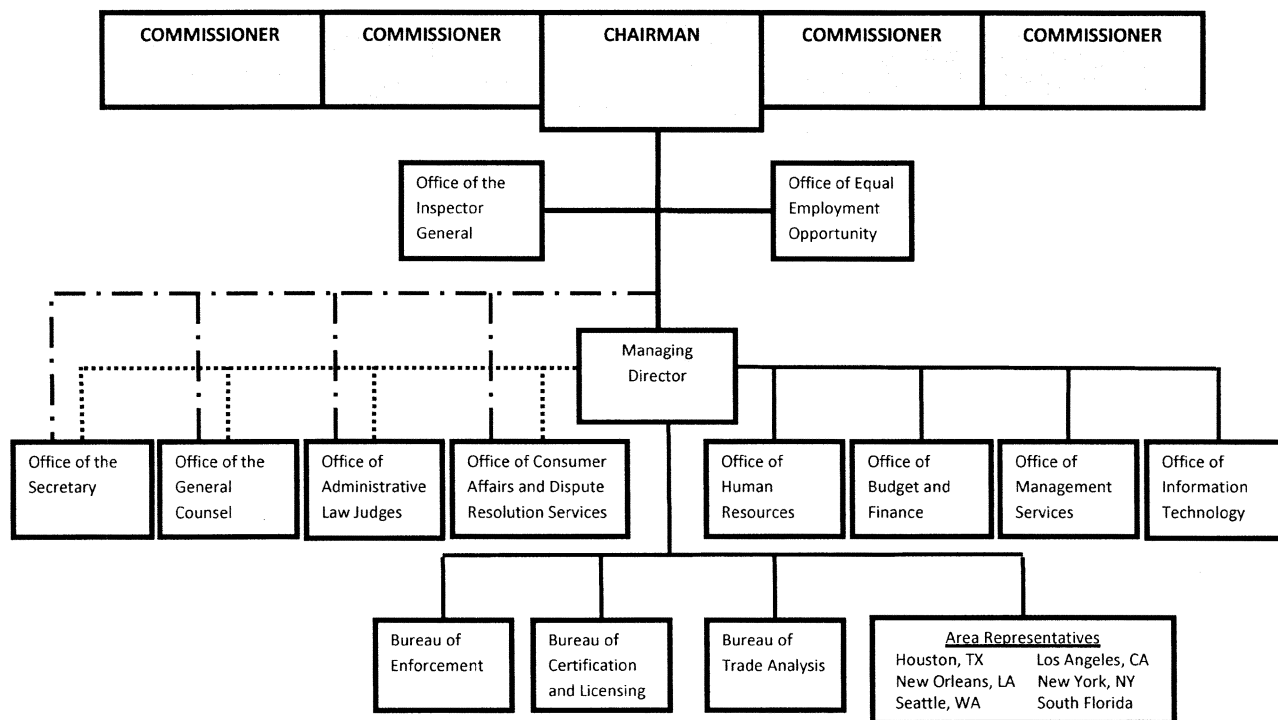 COMMISSIONER
COMMISSIONER
CHAIRMAN
COMMISSIONER
COMMISSIONER
Office of the
Inspector
General
Office of Equal
Employment
Opportunity
Managing
Director
Office of the
Secretary
Office of the
General
Counsel
Office of
Administrative
Law Judges
Office of Consumer
Affairs and Dispute
Resolution Services
Office of
Human
Resources
Office of
Budget and
Finance
Office of
Management
Services
Office of
Information
Technology
Bureau of
Enforcement
Bureau of
Certification
and Licensing
Bureau of
Trade Analysis
Area Representatives
Houston, TX Los Angeles, CA
New Orleans, LA New York, NY
Seattle, WA South Florida